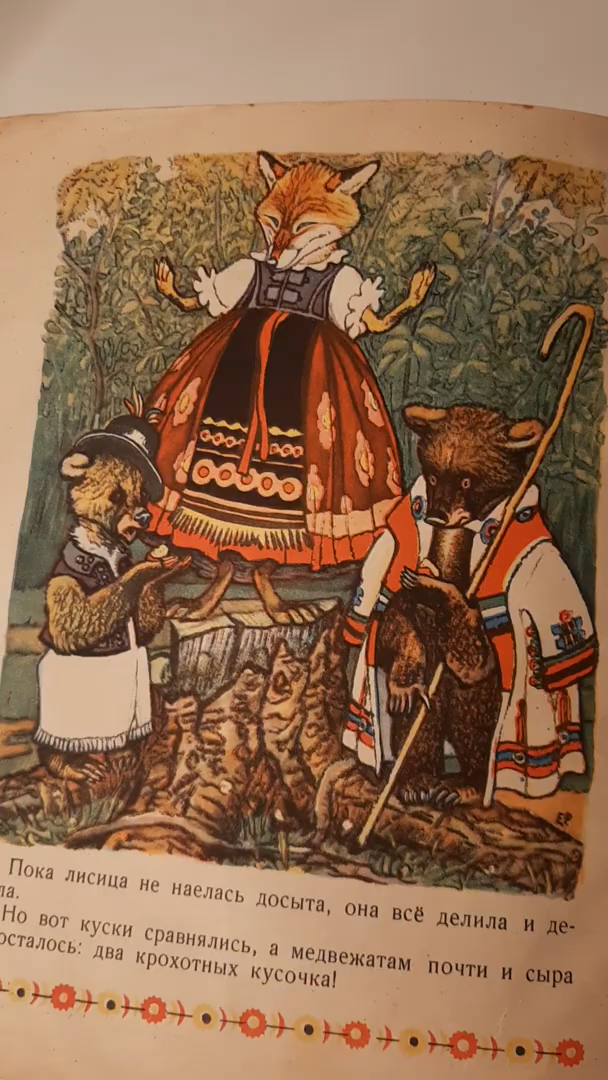 ЕР
Пока лисица не наелась досыта, она всё делила и де-
ла.
Но вот куски сравнялись, а медвежатам почти и сыра
осталось: два крохотных кусочка!